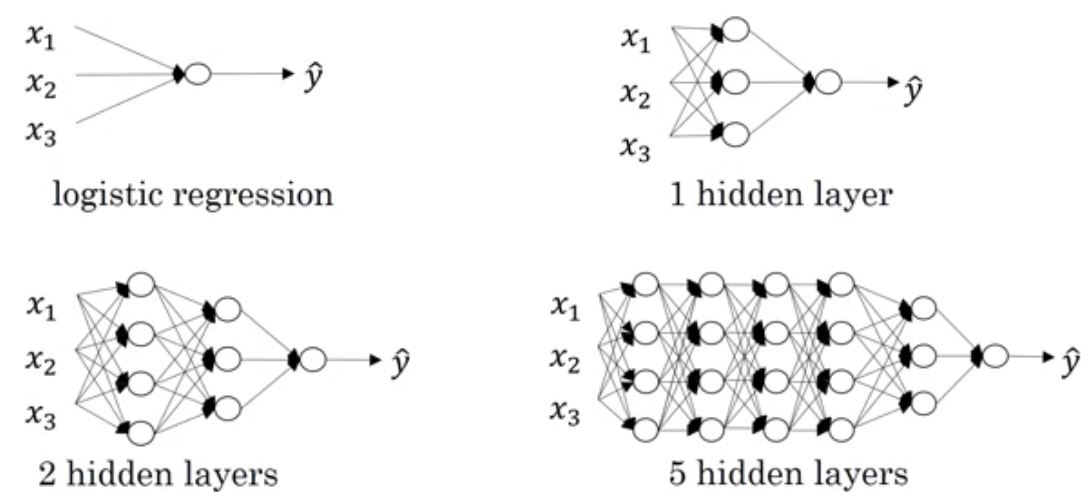 x₁
x₂
x₃
ŷ
logistic regression
x₁
x₂
x₃
ŷ
1 hidden layer
x₁
x₂
x₃
ŷ
2 hidden layers
x₁
x₂
x₃
ŷ
5 hidden layers